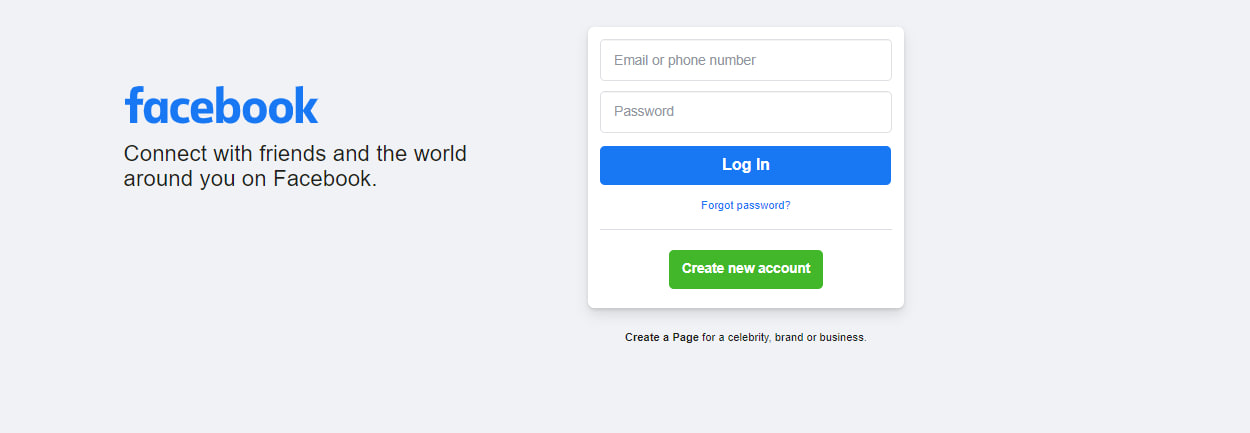 facebook
Connect with friends and the world
around you on Facebook.
Email or phone number
Password
Log In
Forgot password?
Create new account
Create a Page for a celebrity, brand or business.